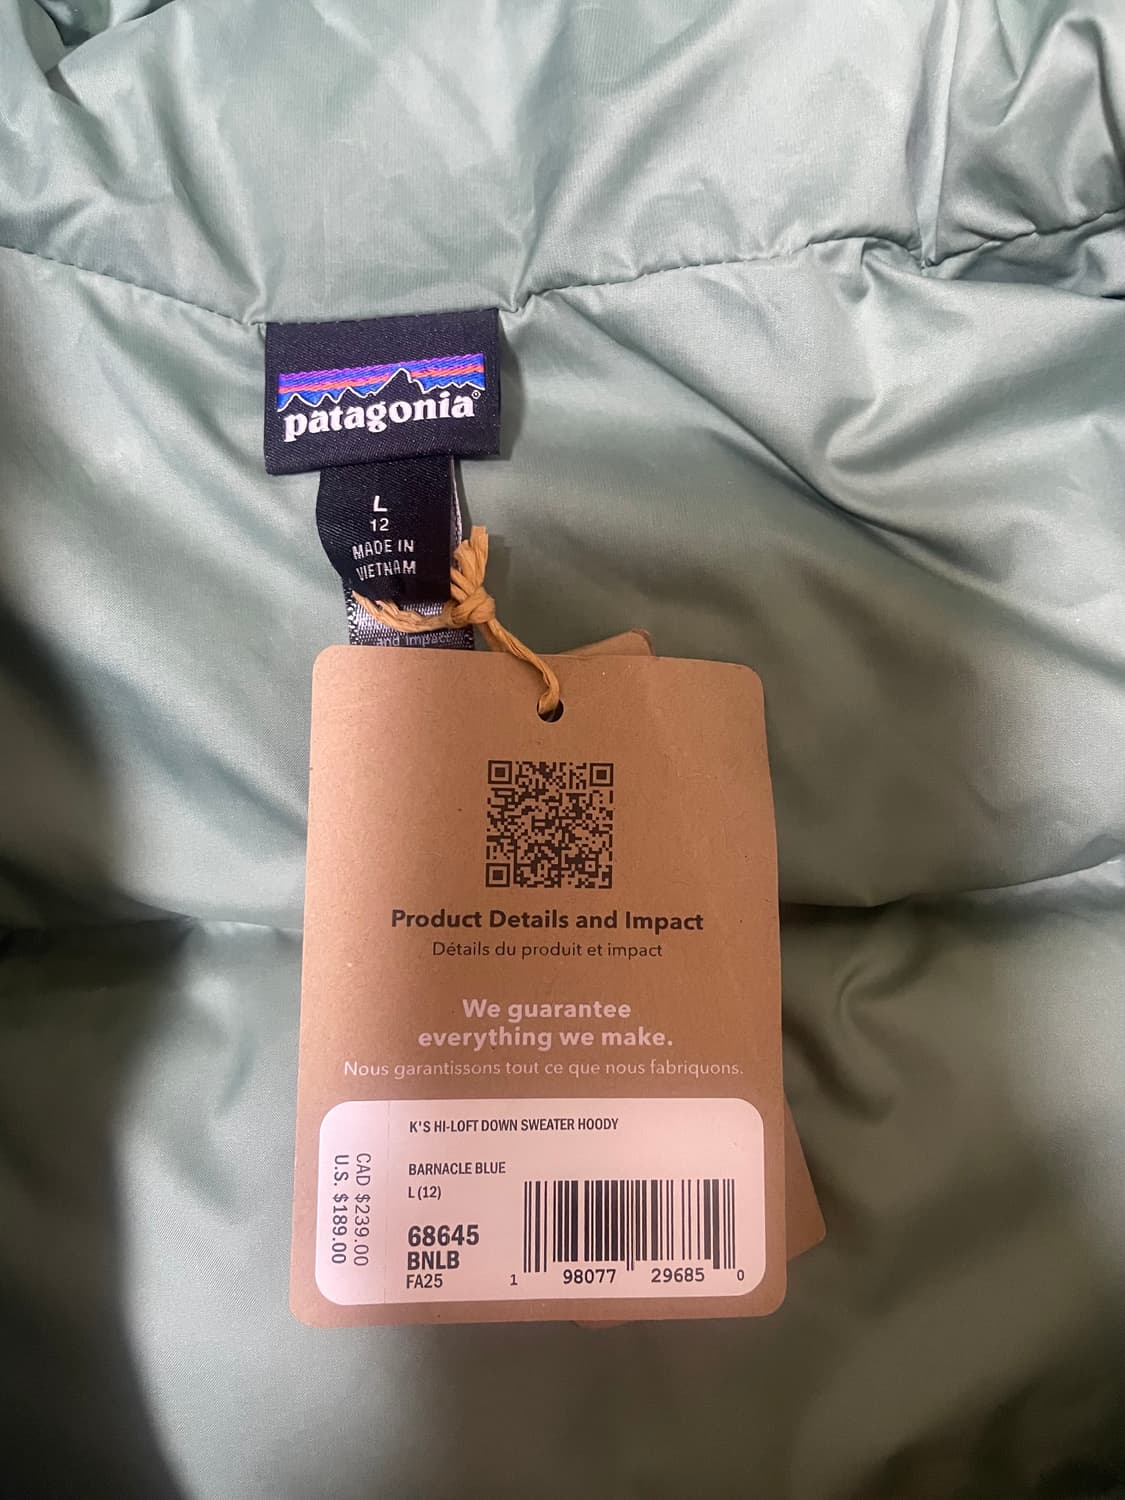 patagonia®
L
12
MADE IN
VIETNAM
and impact
Product Details and Impact
Détails du produit et impact
We guarantee
everything we make.
Nous garantissons tout ce que nous fabriquons.
K'S HI-LOFT DOWN SWEATER HOODY
BARNACLE BLUE
L (12)
68645
BNLB
FA25
CAD $239.00
U.S. $189.00
1 98077 29685 0